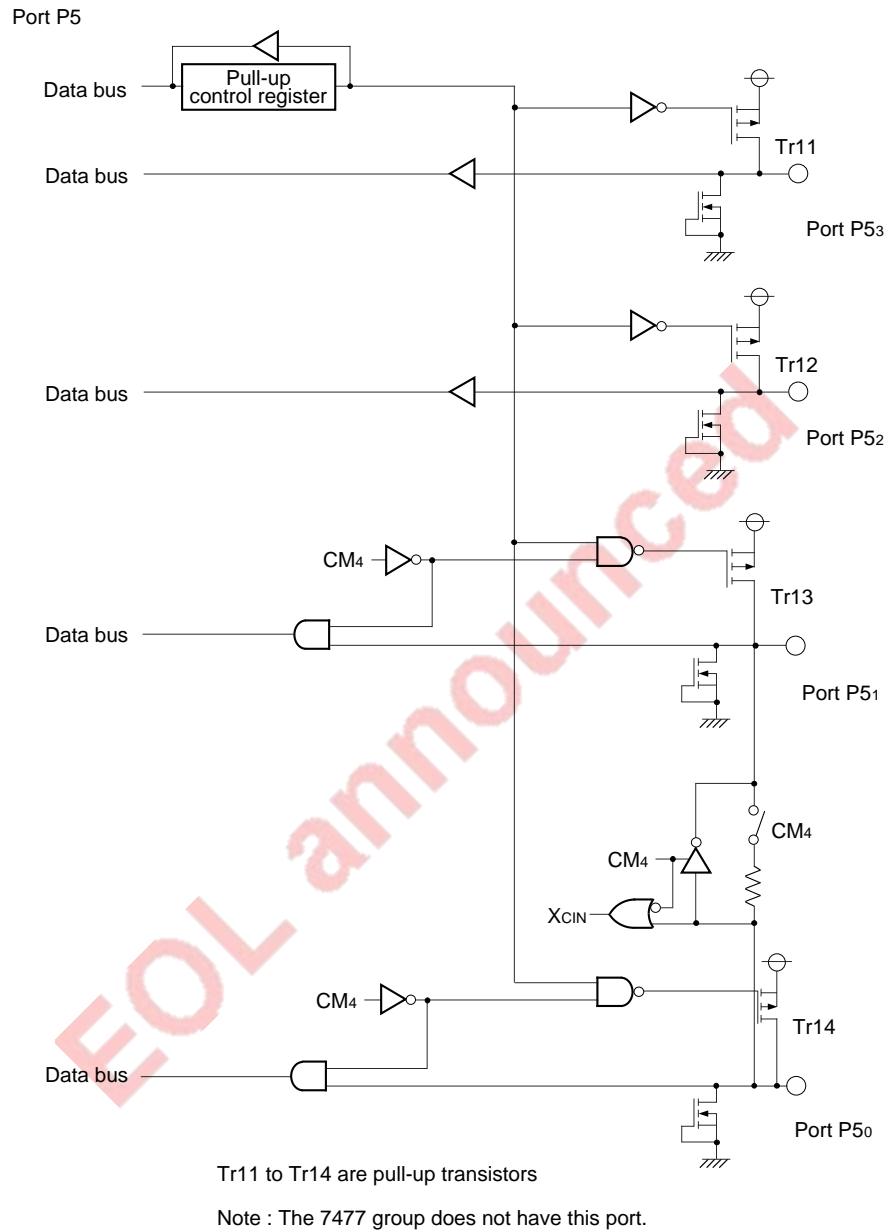 Port P5
Data bus
Pull-up
control register
Tr11
Data bus
Port P53
Tr12
Data bus
Port P52
CM4
Tr13
Data bus
Port P51
CM4
CM4
XCIN
CM4
Tr14
Data bus
Port P50
Tr11 to Tr14 are pull-up transistors
Note : The 7477 group does not have this port.
EOL announced